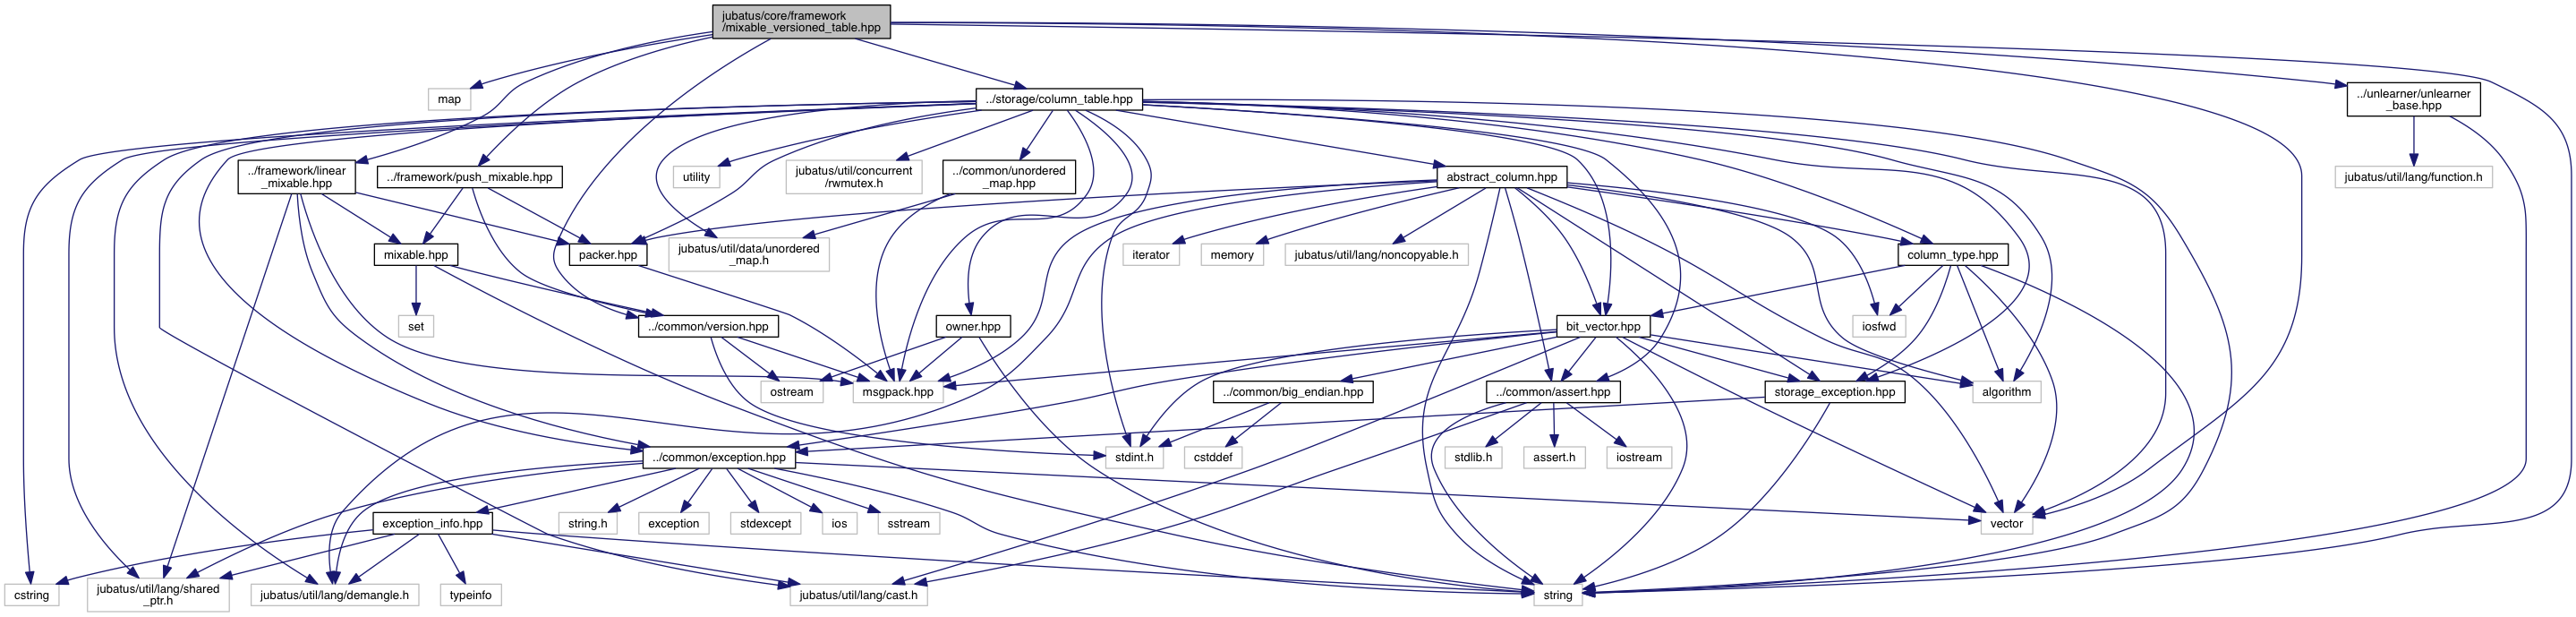 jubatus/core/framework
/mixable_versioned_table.hpp
map
../storage/column_table.hpp
../unlearner/unlearner
_base.hpp
../framework/linear
_mixable.hpp
../framework/push_mixable.hpp
utility
jubatus/util/concurrent
/rwmutex.h
../common/unordered
_map.hpp
abstract_column.hpp
jubatus/util/lang/function.h
mixable.hpp
packer.hpp
jubatus/util/data/unordered
_map.h
iterator
memory
jubatus/util/lang/noncopyable.h
column_type.hpp
set
../common/version.hpp
owner.hpp
bit_vector.hpp
iosfwd
ostream
msgpack.hpp
../common/big_endian.hpp
../common/assert.hpp
storage_exception.hpp
algorithm
../common/exception.hpp
stdint.h
cstddef
stdlib.h
assert.h
iostream
exception_info.hpp
string.h
exception
stdexcept
ios
sstream
vector
cstring
jubatus/util/lang/shared
_ptr.h
jubatus/util/lang/demangle.h
typeinfo
jubatus/util/lang/cast.h
string